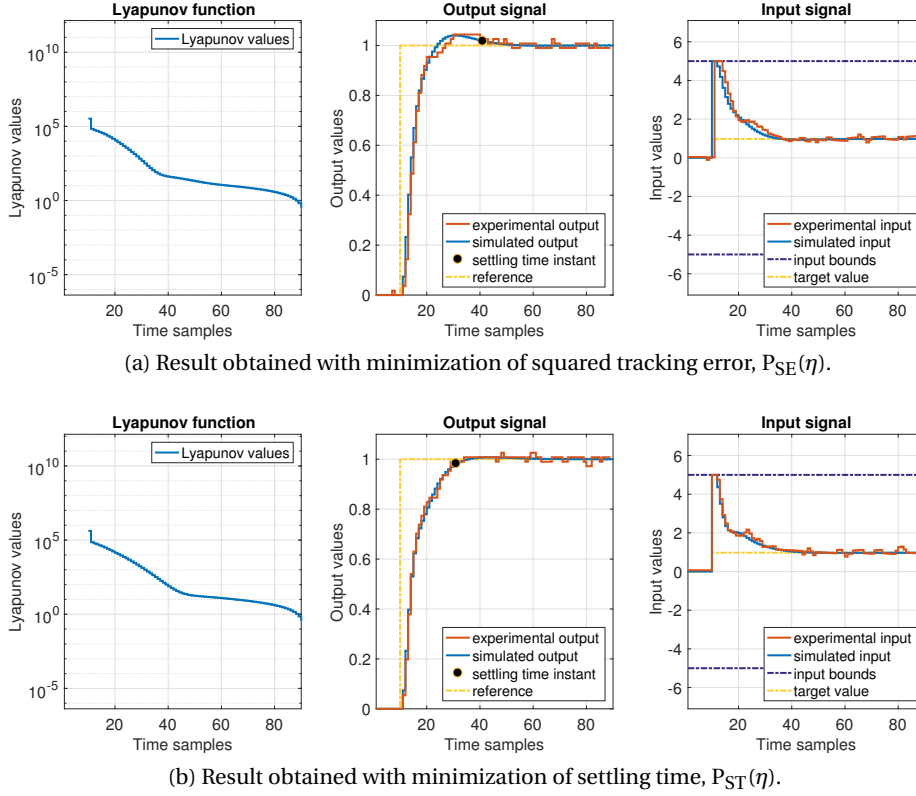 Lyapunov function
Lyapunov values
10^10
10^5
10^0
10^-5
Lyapunov values
20
40
60
80
Time samples
Output signal
1
0.8
0.6
0.4
0.2
0
Output values
experimental output
simulated output
settling time instant
reference
20
40
60
80
Time samples
Input signal
6
4
2
0
-2
-4
-6
Input values
experimental input
simulated input
input bounds
target value
20
40
60
80
Time samples
(a) Result obtained with minimization of squared tracking error, P_SE(η).
Lyapunov function
Lyapunov values
10^10
10^5
10^0
10^-5
Lyapunov values
20
40
60
80
Time samples
Output signal
1
0.8
0.6
0.4
0.2
0
Output values
experimental output
simulated output
settling time instant
reference
20
40
60
80
Time samples
Input signal
6
4
2
0
-2
-4
-6
Input values
experimental input
simulated input
input bounds
target value
20
40
60
80
Time samples
(b) Result obtained with minimization of settling time, P_ST(η).